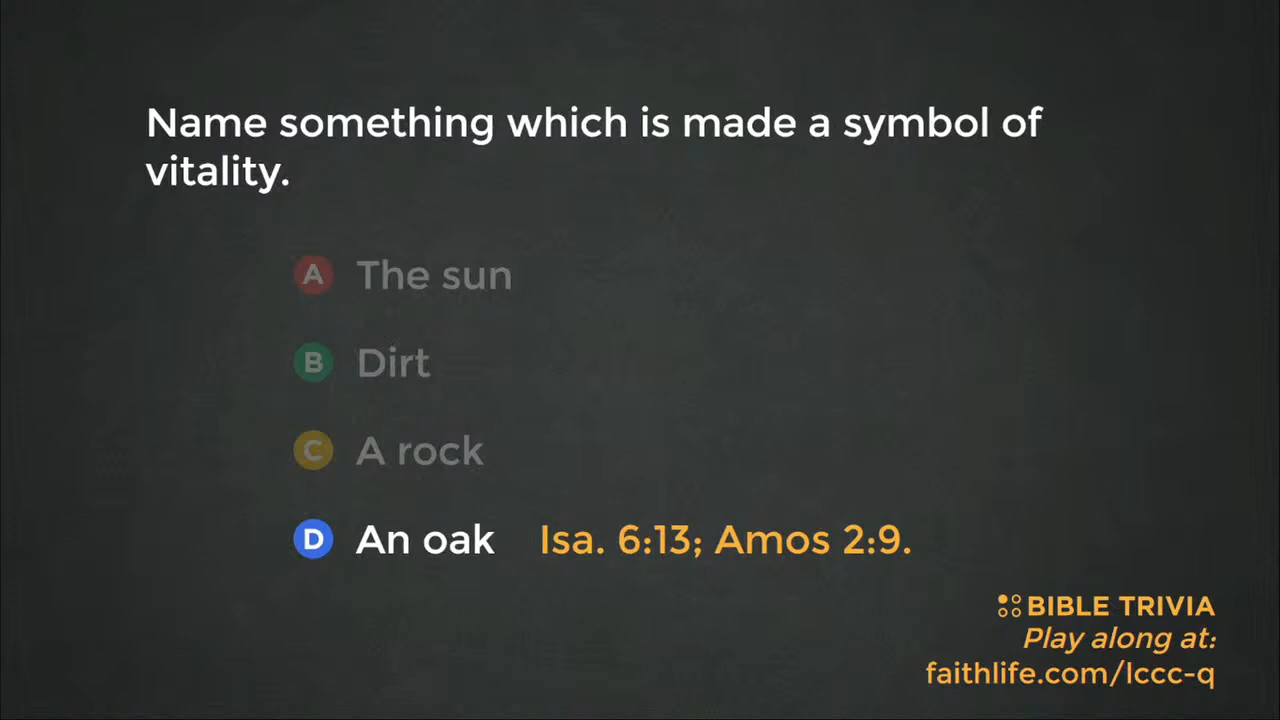 Name something which is made a symbol of
vitality.
A The sun
B Dirt
C A rock
D An oak Isa. 6:13; Amos 2:9.
BIBLE TRIVIA
Play along at:
faithlife.com/lccc-q